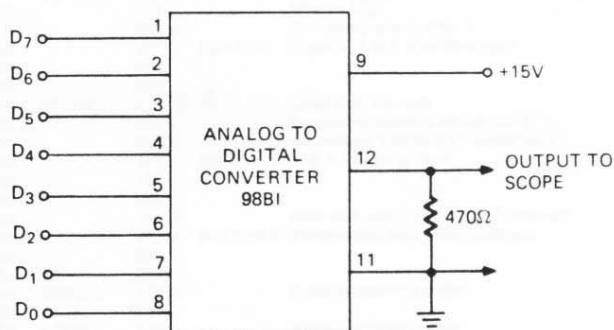 D7
1
D6
2
D5
3
D4
4
D3
5
D2
6
D1
7
D0
8
ANALOG TO
DIGITAL
CONVERTER
98BI
9
+15V
12
OUTPUT TO
SCOPE
470Ω
11